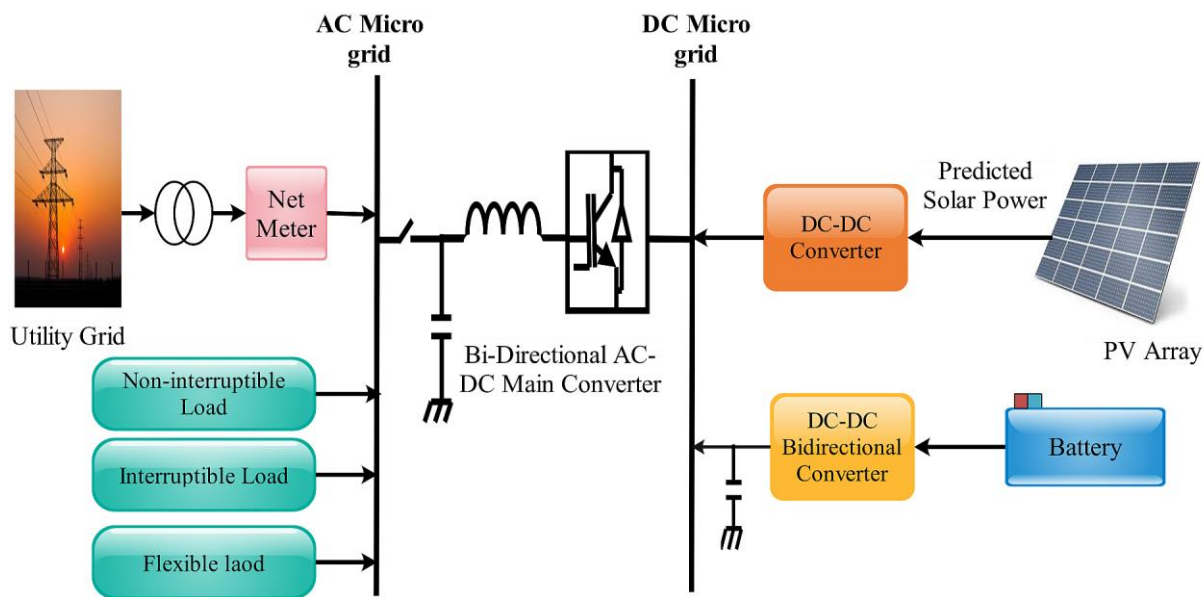 AC Micro
grid
DC Micro
grid
Net
Meter
Predicted
Solar Power
DC-DC
Converter
Utility Grid
PV Array
Bi-Directional AC-
DC Main Converter
Non-interruptible
Load
Interruptible Load
Flexible laod
DC-DC
Bidirectional
Converter
Battery